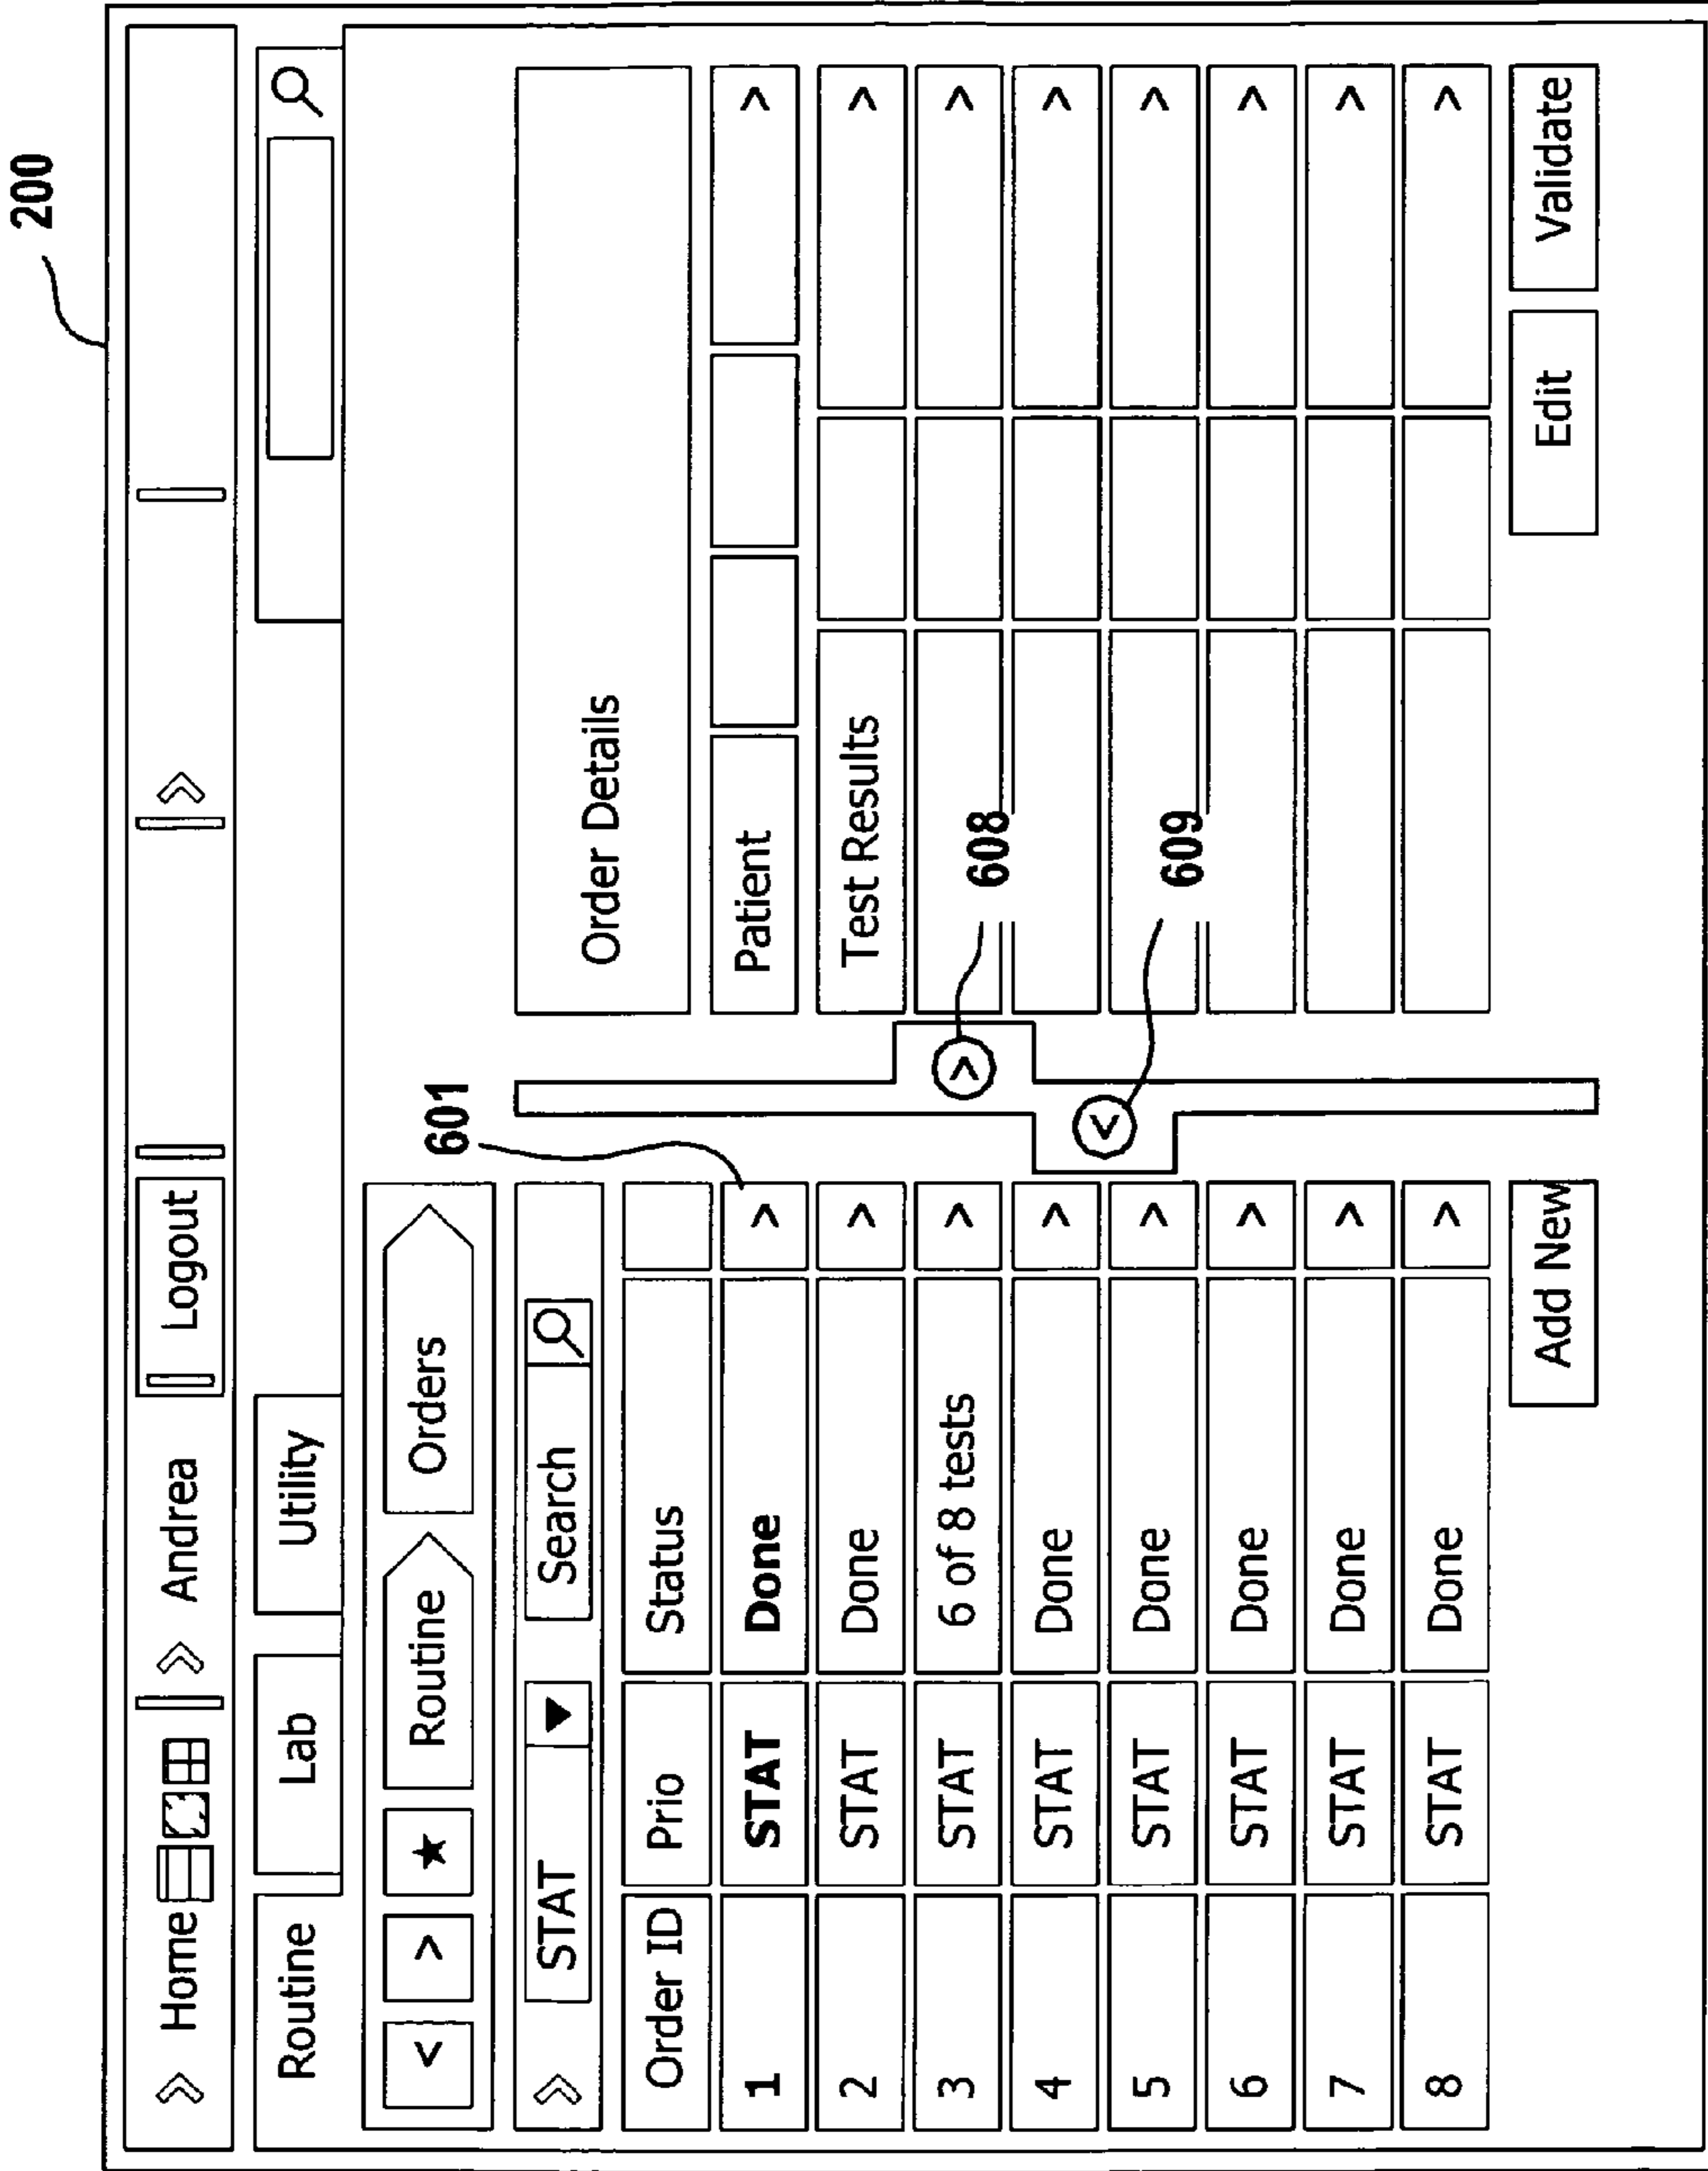 200
Home Andrea Logout
Routine Lab Utility
< > ★ Routine Orders
STAT ▼ Search
601
Order ID Prio Status
1 STAT Done >
2 STAT Done >
3 STAT 6 of 8 tests >
4 STAT Done >
5 STAT Done >
6 STAT Done >
7 STAT Done >
8 STAT Done >
Add New
>
<
608
609
Order Details
Patient >
Test Results >
>
>
>
>
>
>
Edit Validate